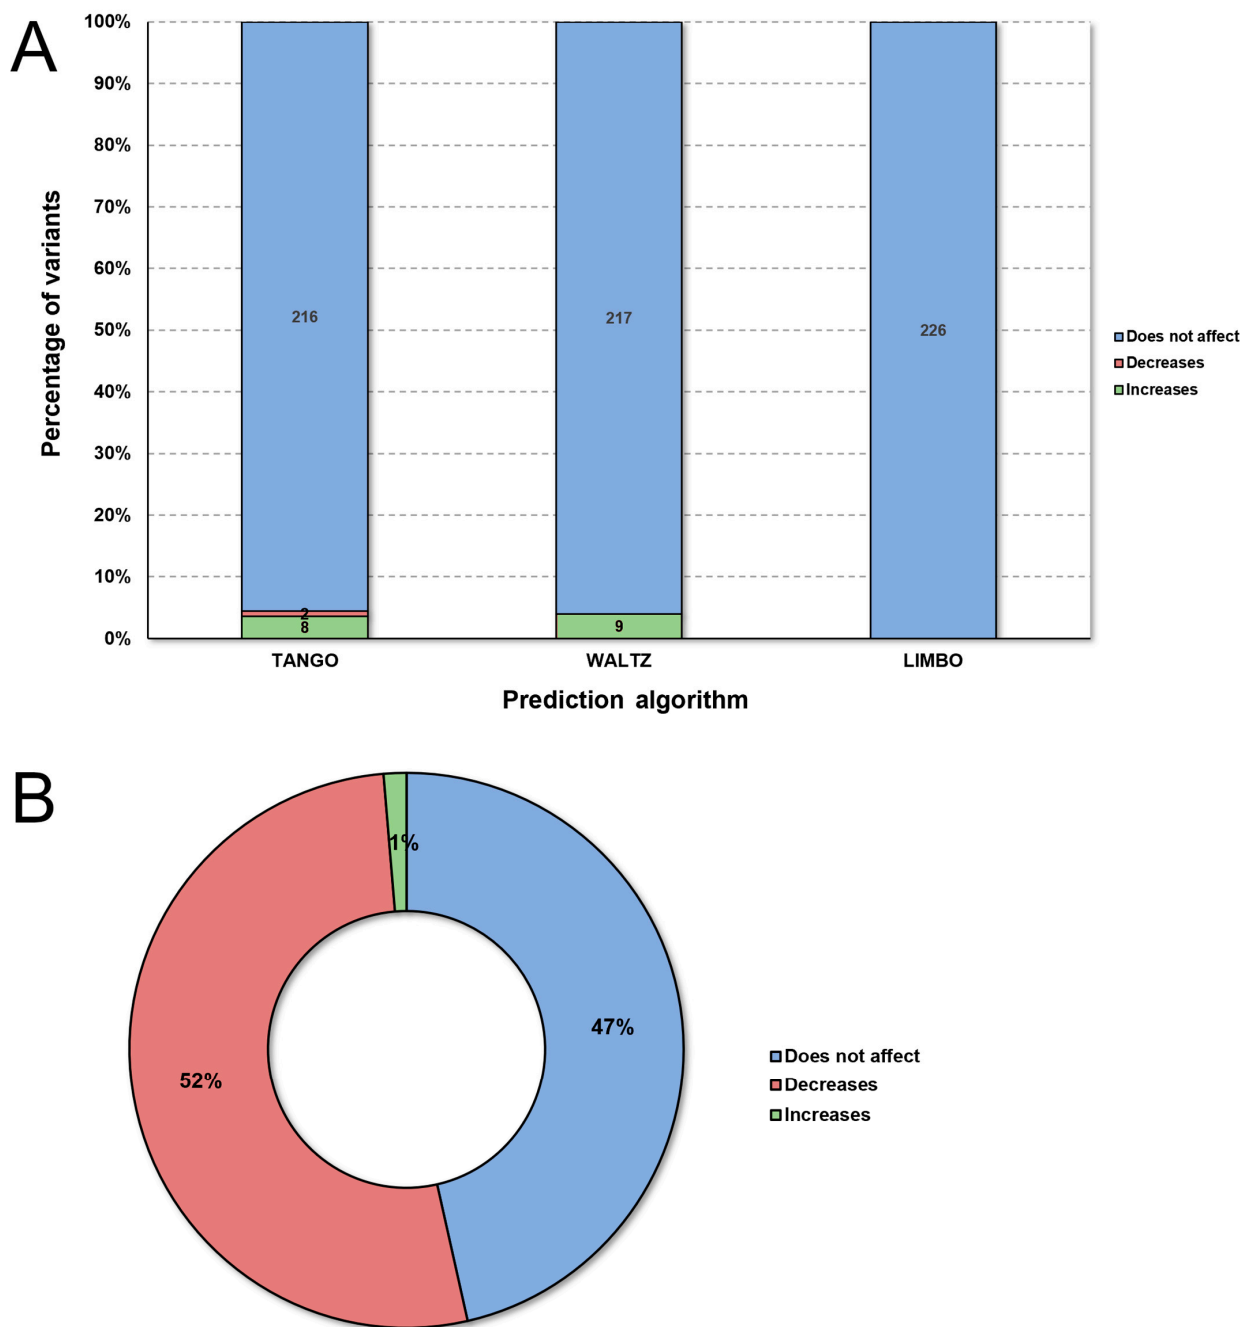 A
100%
90%
80%
70%
60%
50%
40%
30%
20%
10%
0%
Percentage of variants
216
2
8
217
9
226
TANGO WALTZ LIMBO
Prediction algorithm
Does not affect
Decreases
Increases
B
1%
47%
52%
Does not affect
Decreases
Increases